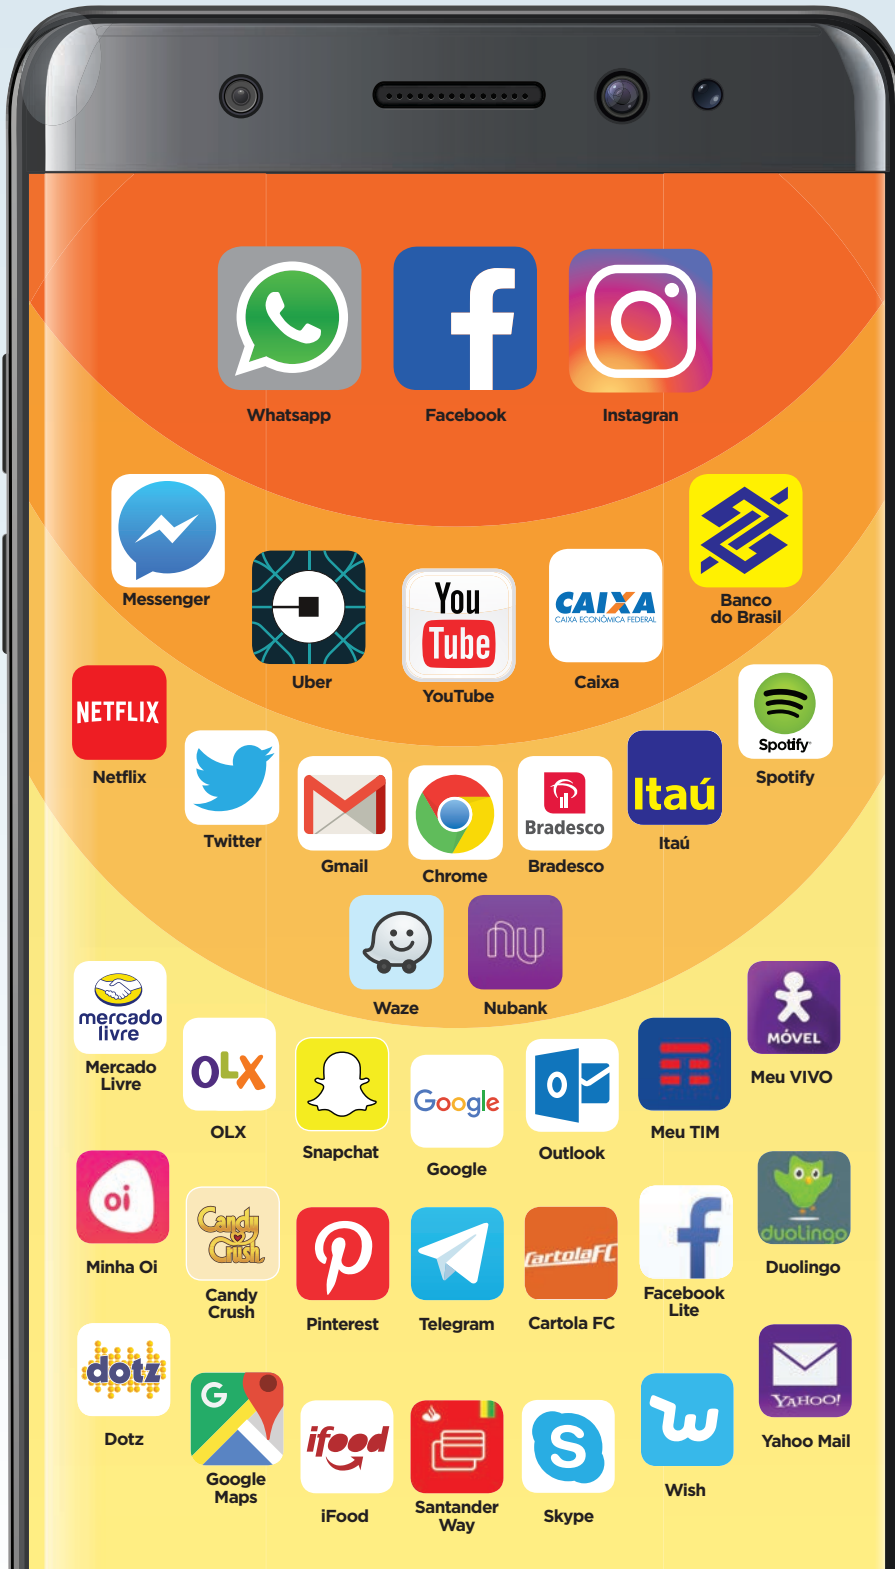 Whatsapp
Facebook
Instagran
Messenger
Uber
You
Tube
YouTube
CAIXA
CAIXA ECONÔMICA FEDERAL
Caixa
Banco
do Brasil
NETFLIX
Netflix
Twitter
Gmail
Chrome
Bradesco
Bradesco
Itaú
Itaú
Spotify
Spotify
Waze
nu
Nubank
mercado
livre
Mercado
Livre
OLX
OLX
Snapchat
Google
Google
O
Outlook
Meu TIM
MÓVEL
Meu VIVO
oi
Minha Oi
Candy
Crush
Candy
Crush
Pinterest
Telegram
CartolaFC
Cartola FC
Facebook
Lite
duolingo
Duolingo
dotz
Dotz
G
Google
Maps
ifood
iFood
Santander
Way
S
Skype
w
Wish
YAHOO!
Yahoo Mail